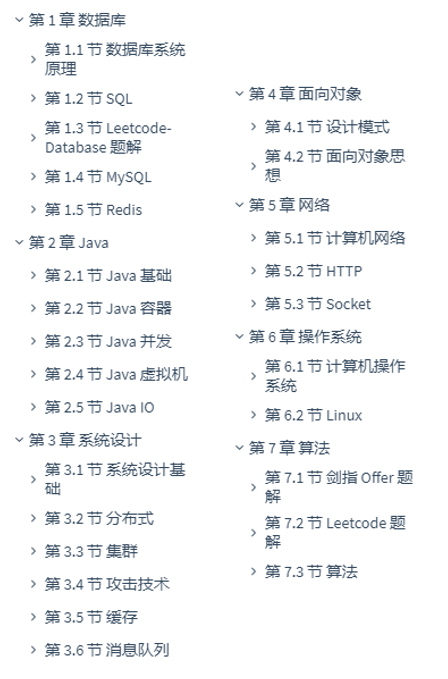 第 1 章 数据库
第 1.1 节 数据库系统
原理
第 1.2 节 SQL
第 1.3 节 Leetcode-
Database 题解
第 1.4 节 MySQL
第 1.5 节 Redis
第 2 章 Java
第 2.1 节 Java 基础
第 2.2 节 Java 容器
第 2.3 节 Java 并发
第 2.4 节 Java 虚拟机
第 2.5 节 Java IO
第 3 章 系统设计
第 3.1 节 系统设计基
础
第 3.2 节 分布式
第 3.3 节 集群
第 3.4 节 攻击技术
第 3.5 节 缓存
第 3.6 节 消息队列
第 4 章 面向对象
第 4.1 节 设计模式
第 4.2 节 面向对象思
想
第 5 章 网络
第 5.1 节 计算机网络
第 5.2 节 HTTP
第 5.3 节 Socket
第 6 章 操作系统
第 6.1 节 计算机操作
系统
第 6.2 节 Linux
第 7 章 算法
第 7.1 节 剑指 Offer 题
解
第 7.2 节 Leetcode 题
解
第 7.3 节 算法